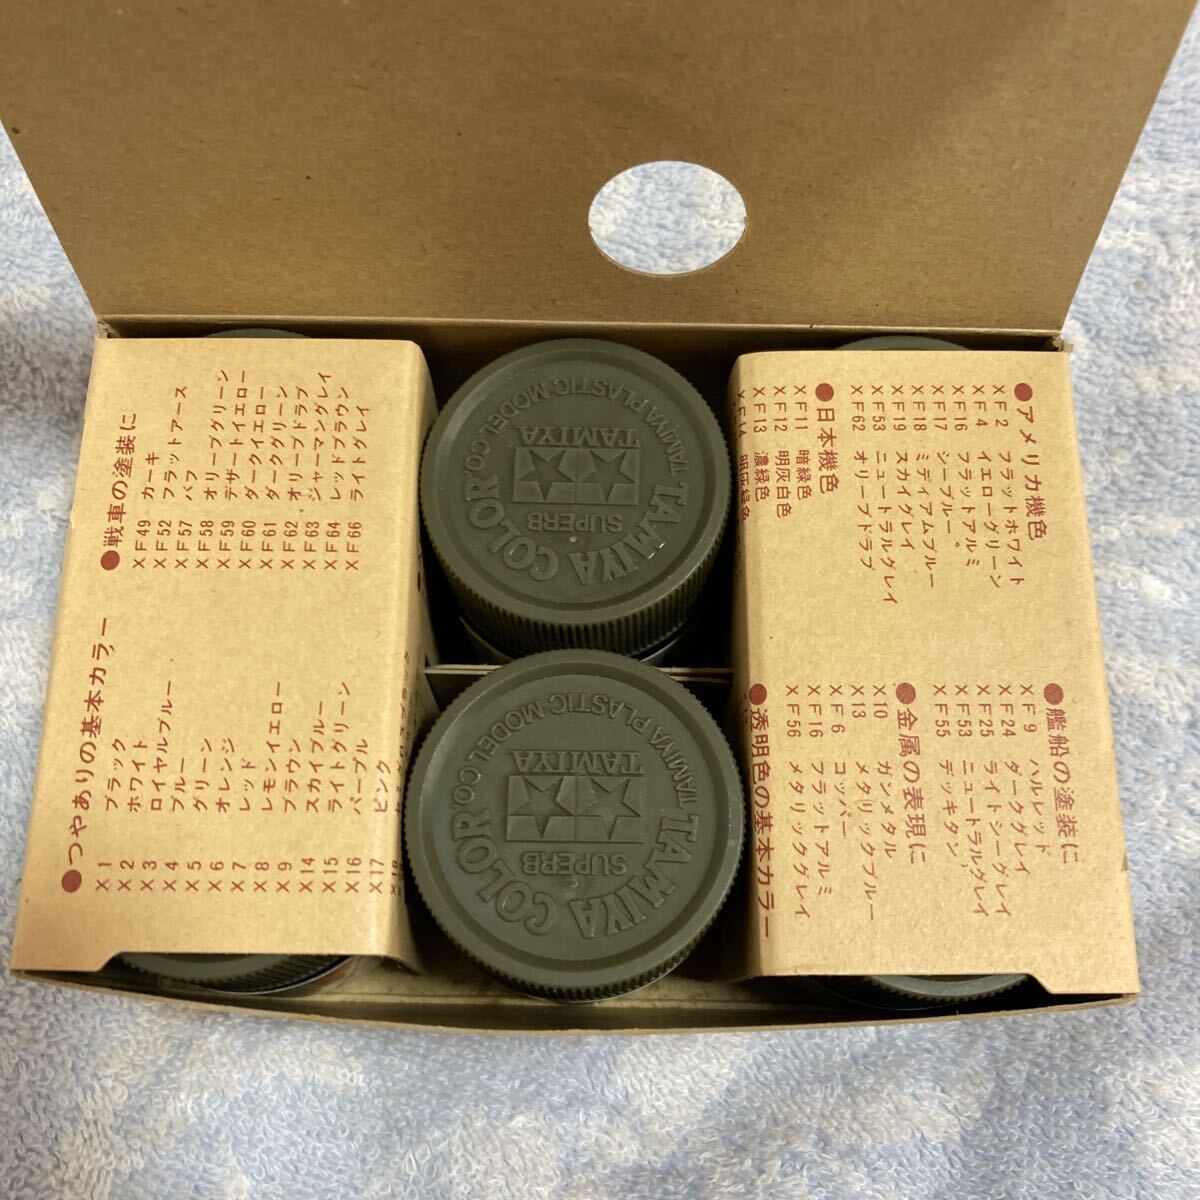 ●戦車の塗装に
XF49 カーキ
XF52 フラットアース
XF57 バフ
XF58 オリーブグリーン
XF59 デザートイエロー
XF60 ダークイエロー
XF61 ダークグリーン
XF62 オリーブドラブ
XF63 ジャーマングレイ
XF64 レッドブラウン
XF66 ライトグレイ
●つやありの基本カラー
X1 ブラック
X2 ホワイト
X3 ロイヤルブルー
X4 ブルー
X5 グリーン
X6 オレンジ
X7 レッド
X8 レモンイエロー
X9 ブラウン
X14 スカイブルー
X15 ライトグリーン
X16 パープル
X17 ピンク
X18
TAMIYA COLOR
SUPERB
TAMIYA
TAMIYA PLASTIC MODEL CO.
TAMIYA COLOR
SUPERB
TAMIYA
TAMIYA PLASTIC MODEL CO.
●アメリカ機色
XF2 フラットホワイト
XF4 イエローグリーン
XF16 フラットアルミ
XF17 シーブルー
XF18 ミディアムブルー
XF19 スカイグレイ
XF53 ニュートラルグレイ
XF62 オリーブドラブ
●日本機色
XF11 暗緑色
XF12 明灰白色
XF13 濃緑色
XF14 明灰緑色
●艦船の塗装に
XF9 ハルレッド
XF24 ダークグレイ
XF25 ライトシーグレイ
XF53 ニュートラルグレイ
XF55 デッキタン
●金属の表現に
X10 ガンメタル
X13 メタリックブルー
XF6 コッパー
XF16 フラットアルミ
XF56 メタリックグレイ
●透明色の基本カラー